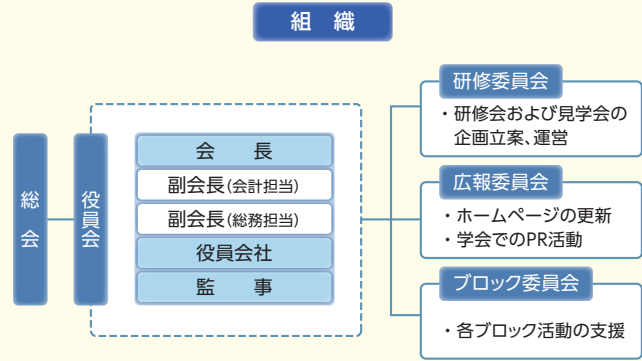 組 織
総 会
役員会
会 長
副会長(会計担当)
副会長(総務担当)
役員会社
監 事
研修委員会
・研修会および見学会の
企画立案、運営
広報委員会
・ホームページの更新
・学会でのPR活動
ブロック委員会
・各ブロック活動の支援